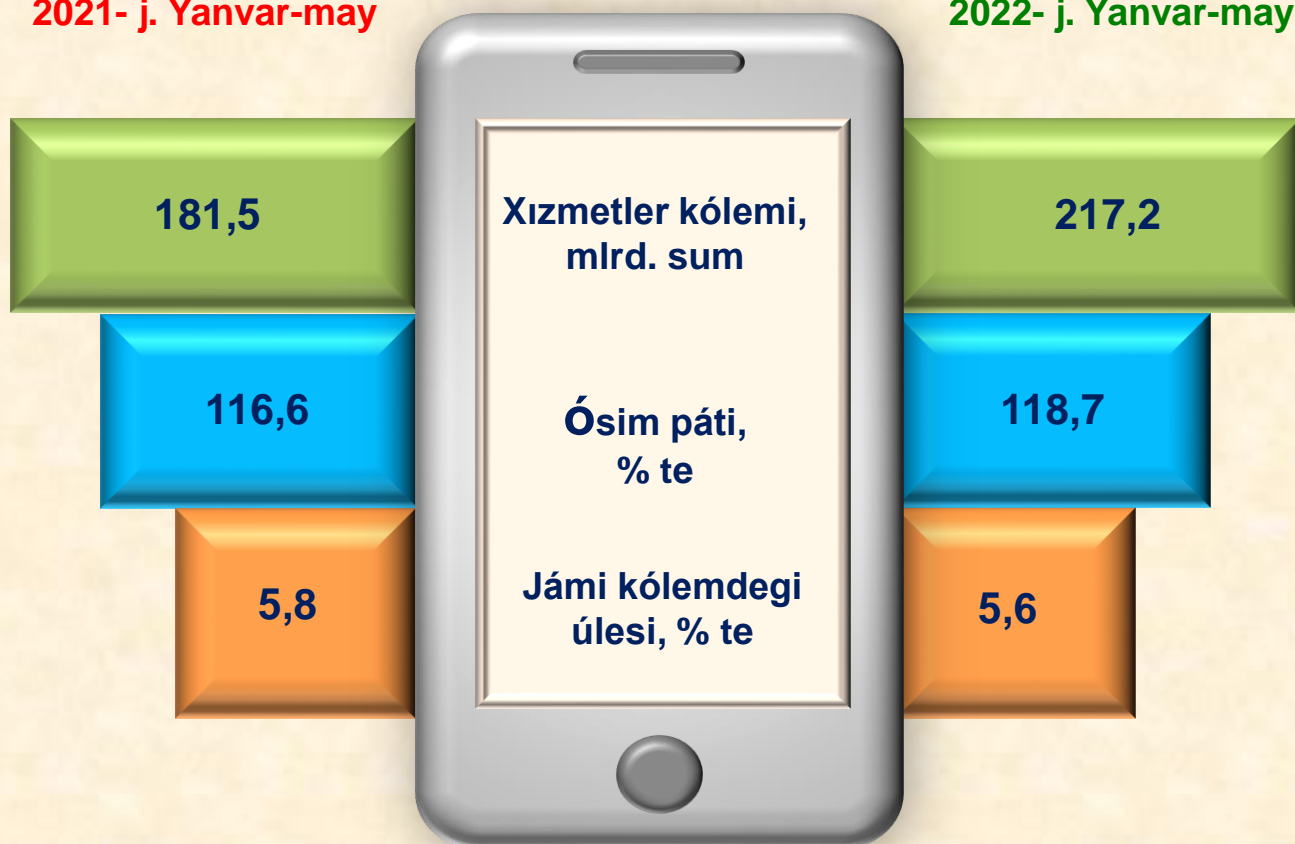 2021- j. Yanvar-may
2022- j. Yanvar-may
181,5
Xızmetler kólemi,
mlrd. sum
217,2
116,6
Ósim páti,
% te
118,7
5,8
Jámi kólemdegi
úlesi, % te
5,6